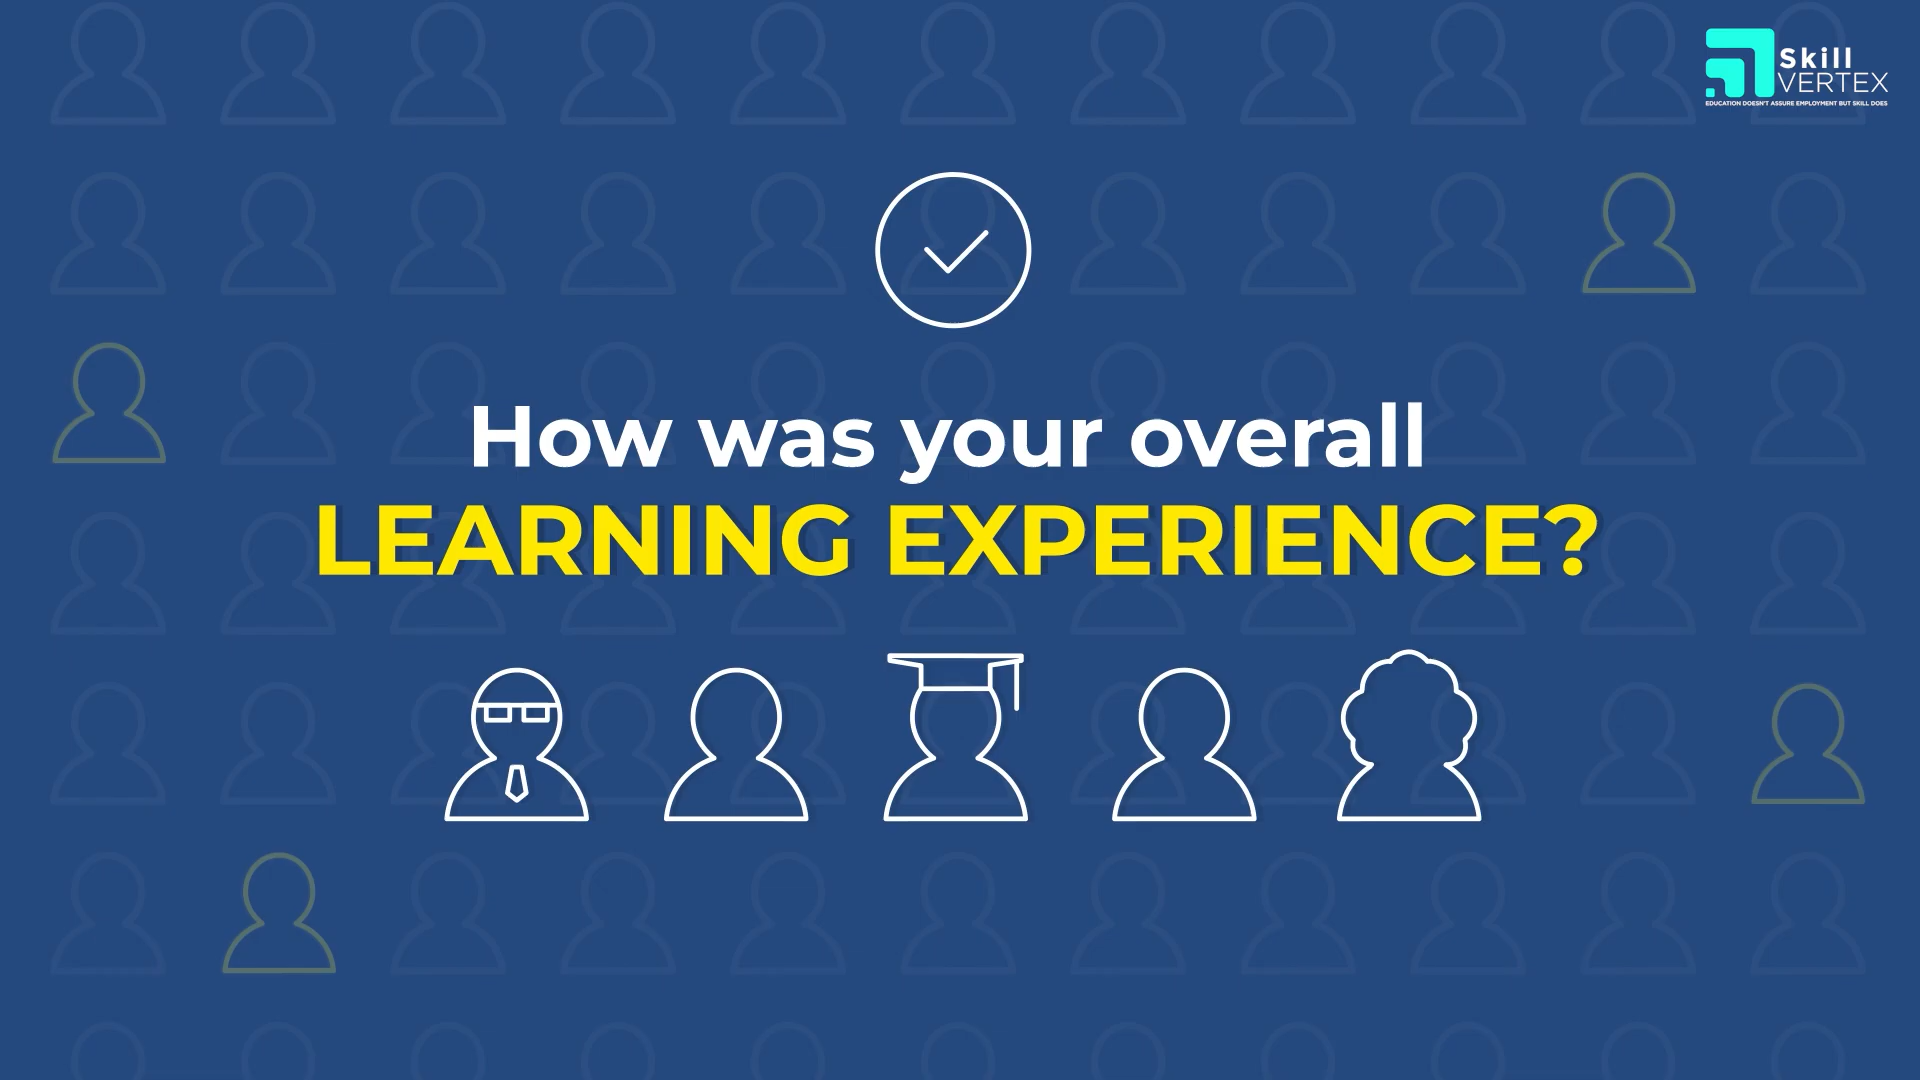 Skill
VERTEX
EDUCATION DOESN'T ASSURE EMPLOYMENT BUT SKILL DOES
How was your overall
LEARNING EXPERIENCE?